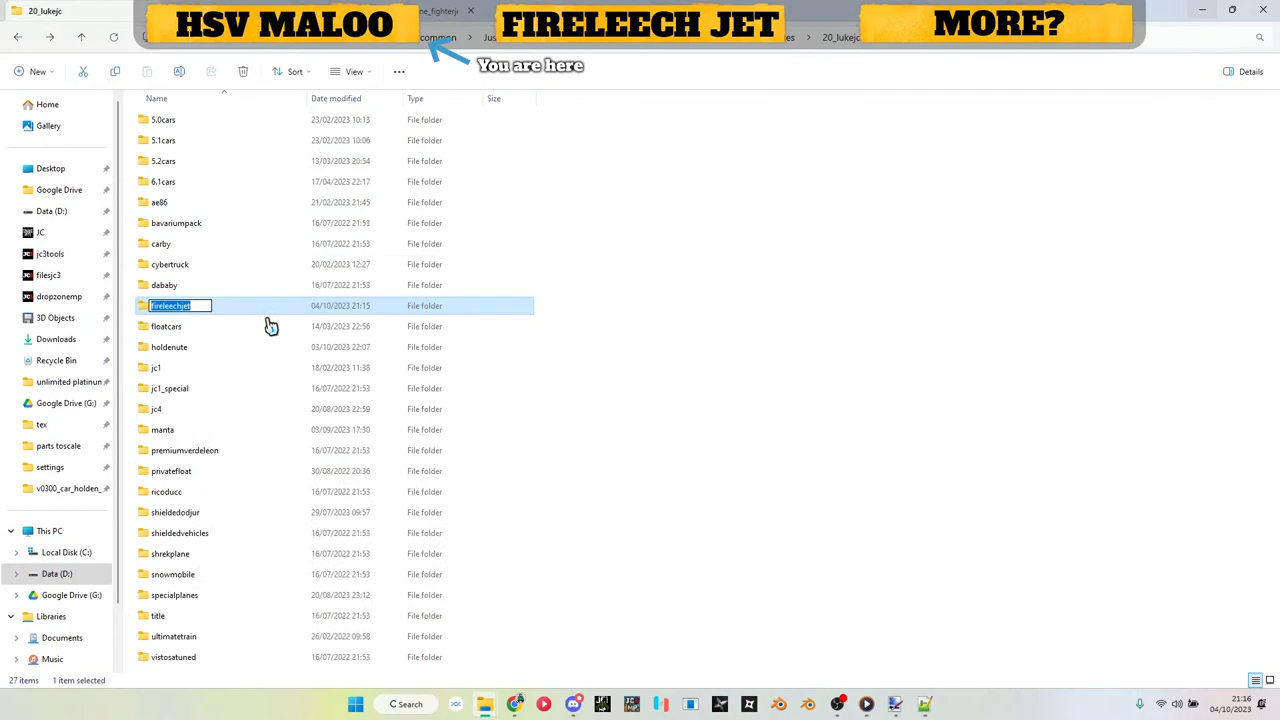 20_lukejc
ne_fighterje
HSV MALOO
FIRELEECH JET
MORE?
common > Jus
es > 20_lukejc
You are here
New
Sort
View
Details
Name Date modified Type Size
Home
Gallery
Desktop
Google Drive
Data (D:)
JC
jc3tools
filesjc3
dropzonemp
3D Objects
Downloads
Recycle Bin
unlimited platinun
Google Drive (G:)
tex
parts toscale
settings
v0300_car_holden_
This PC
Local Disk (C:)
Data (D:)
Google Drive (G:)
Libraries
Documents
Music
5.0cars 23/02/2023 10:13 File folder
5.1cars 23/02/2023 10:06 File folder
5.2cars 13/03/2023 20:54 File folder
6.1cars 17/04/2023 22:17 File folder
ae86 21/02/2023 21:45 File folder
bavariumpack 16/07/2022 21:53 File folder
carby 16/07/2022 21:53 File folder
cybertruck 20/02/2023 12:27 File folder
dababy 16/07/2022 21:53 File folder
fireleechjet 04/10/2023 21:15 File folder
floatcars 14/03/2023 22:56 File folder
holdenute 03/10/2023 22:07 File folder
jc1 18/02/2023 11:38 File folder
jc1_special 16/07/2022 21:53 File folder
jc4 20/08/2023 22:59 File folder
manta 03/09/2023 17:30 File folder
premiumverdeleon 16/07/2022 21:53 File folder
privatefloat 30/08/2022 20:36 File folder
ricoducc 16/07/2022 21:53 File folder
shieldedodjur 29/07/2023 09:57 File folder
shieldedvehicles 16/07/2022 21:53 File folder
shrekplane 16/07/2022 21:53 File folder
snowmobile 16/07/2022 21:53 File folder
specialplanes 20/08/2023 23:12 File folder
title 16/07/2022 21:53 File folder
ultimatetrain 26/02/2022 09:58 File folder
vistosatuned 16/07/2022 21:53 File folder
27 items 1 item selected
Search
21:16
04/10/2023